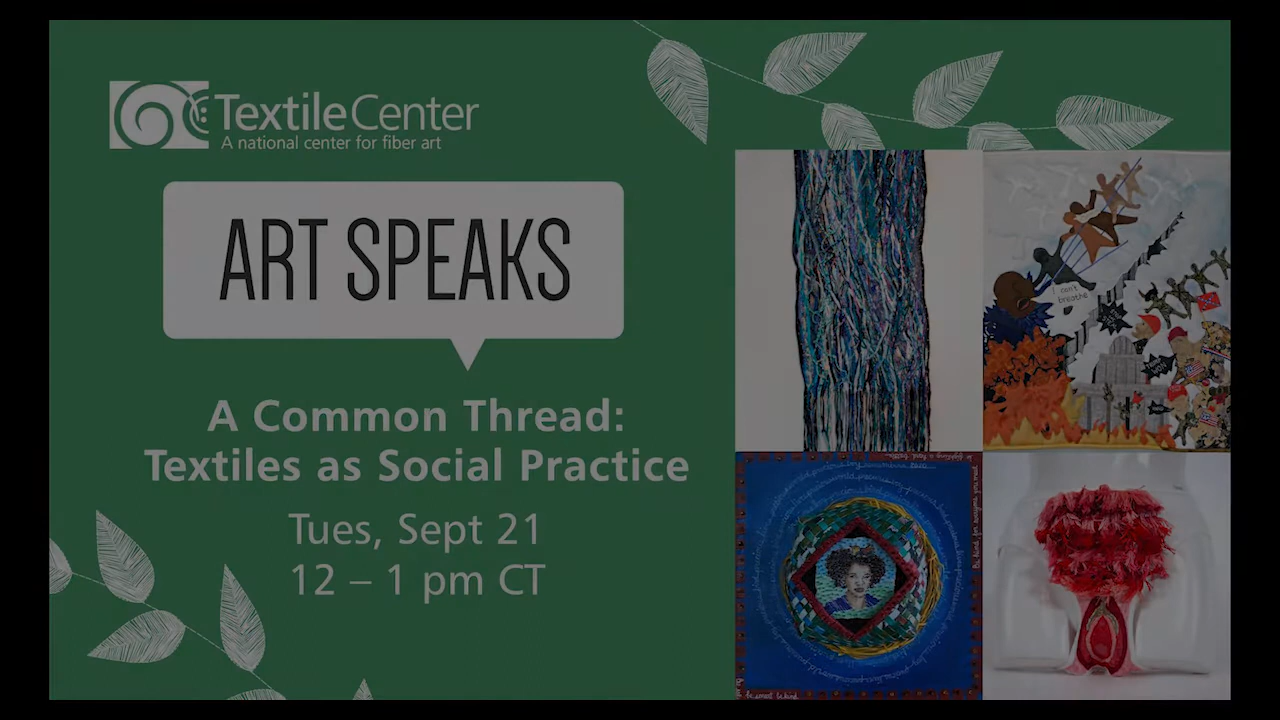 TextileCenter
A national center for fiber art
ART SPEAKS
A Common Thread:
Textiles as Social Practice
Tues, Sept 21
12 – 1 pm CT
I can't
breathe